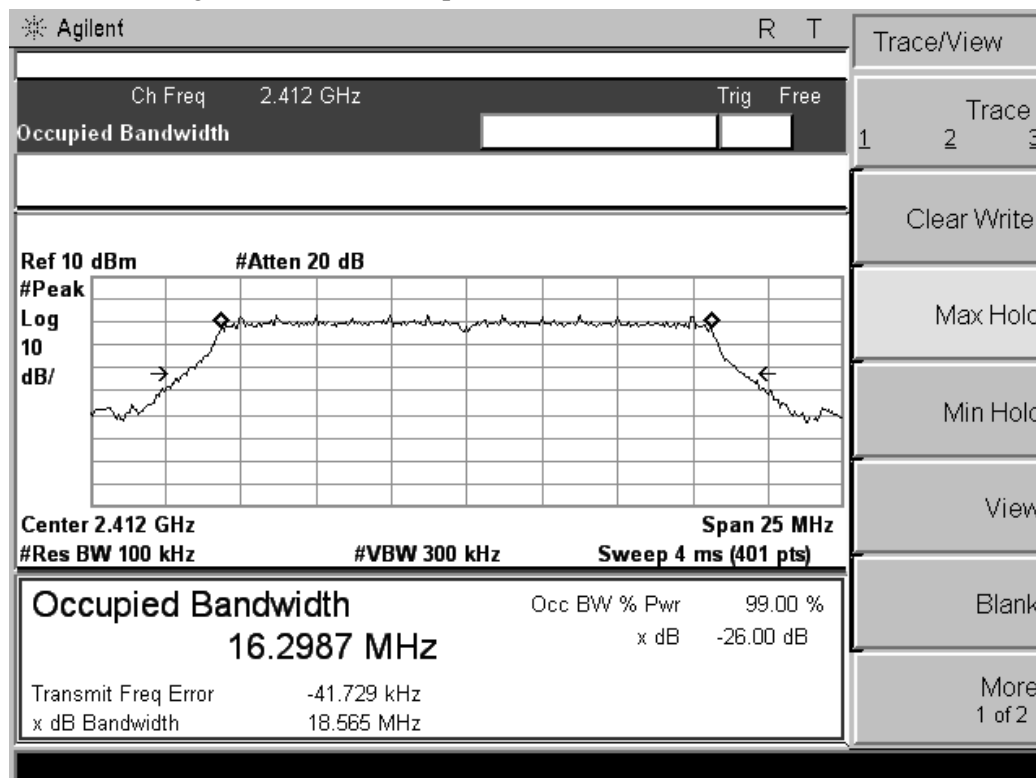 Agilent R T
Trace/View
Ch Freq 2.412 GHz Trig Free
Occupied Bandwidth
Trace
1 2 3
Clear Write
Max Hold
Min Hold
View
Blank
More
1 of 2
Ref 10 dBm #Atten 20 dB
#Peak
Log
10
dB/
Center 2.412 GHz Span 25 MHz
#Res BW 100 kHz #VBW 300 kHz Sweep 4 ms (401 pts)
Occupied Bandwidth
16.2987 MHz
Occ BW % Pwr 99.00 %
x dB -26.00 dB
Transmit Freq Error -41.729 kHz
x dB Bandwidth 18.565 MHz